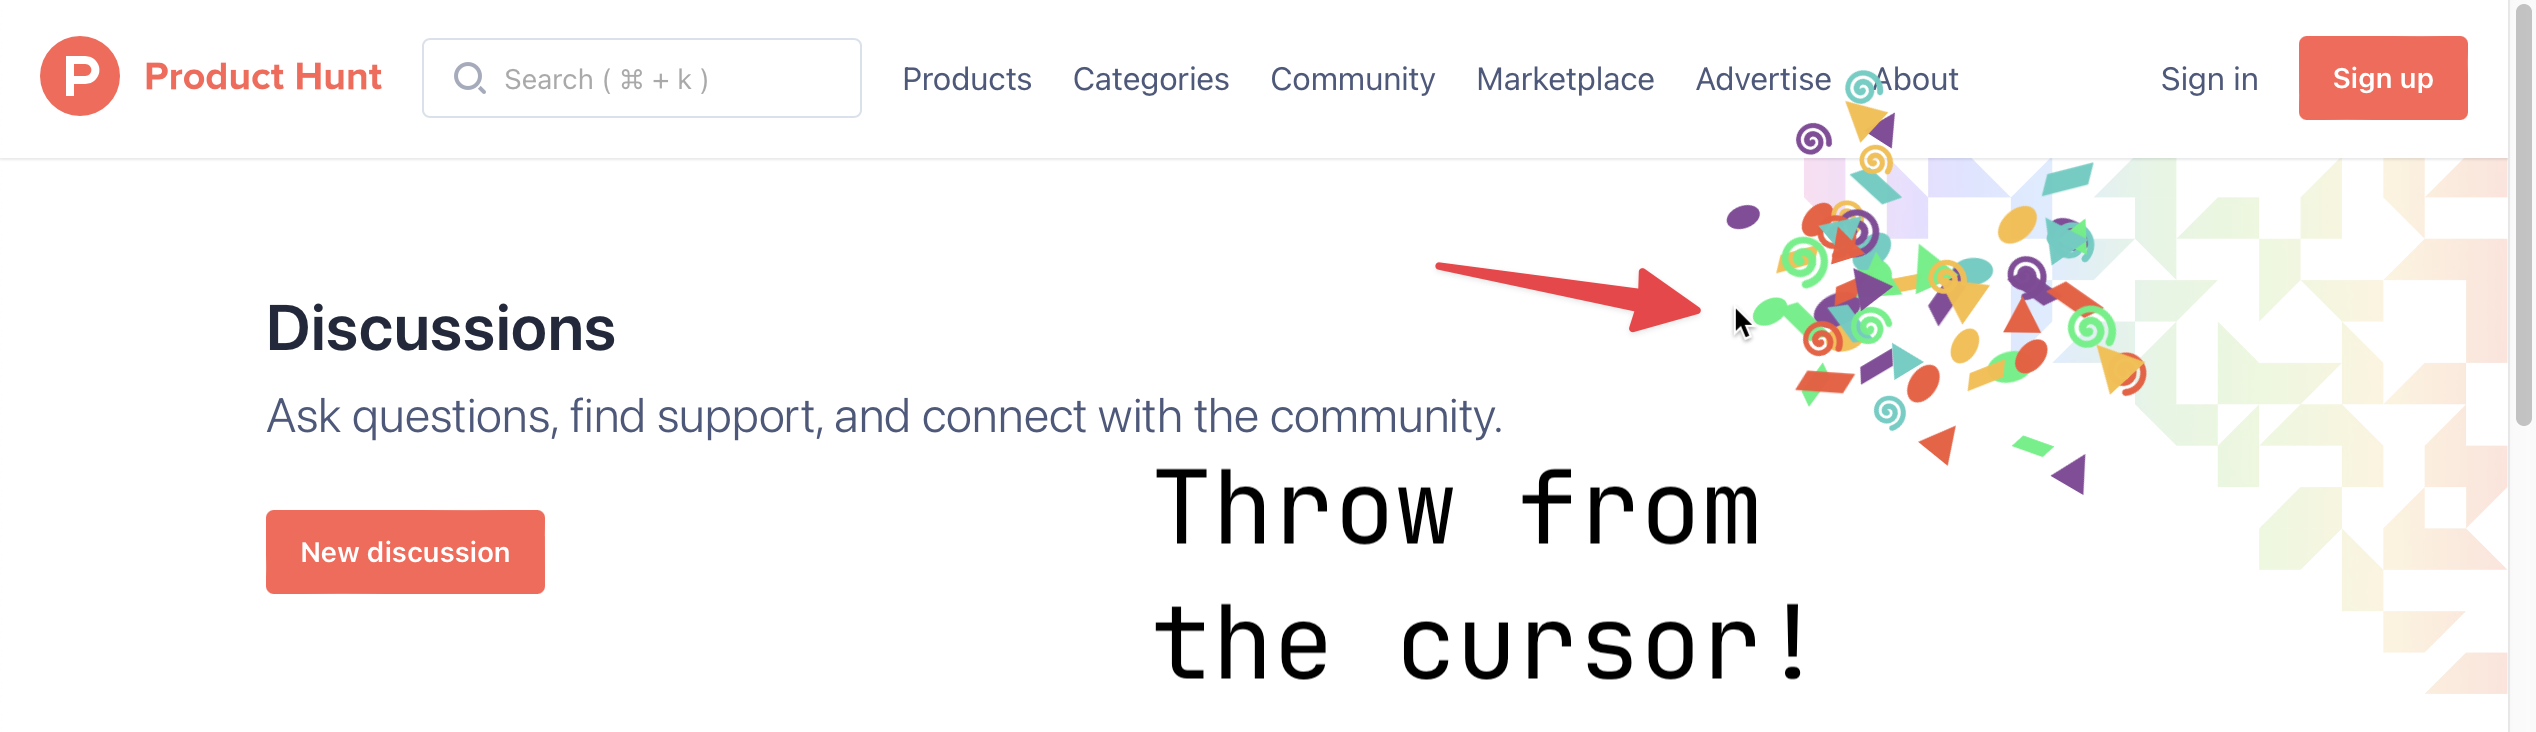 Product Hunt
Search ( ⌘ + k )
Products Categories Community Marketplace Advertise About
Sign in
Sign up
Discussions
Ask questions, find support, and connect with the community.
New discussion
Throw from
the cursor!